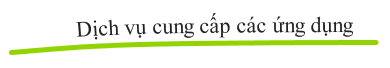 Dịch vụ cung cấp các ứng dụng